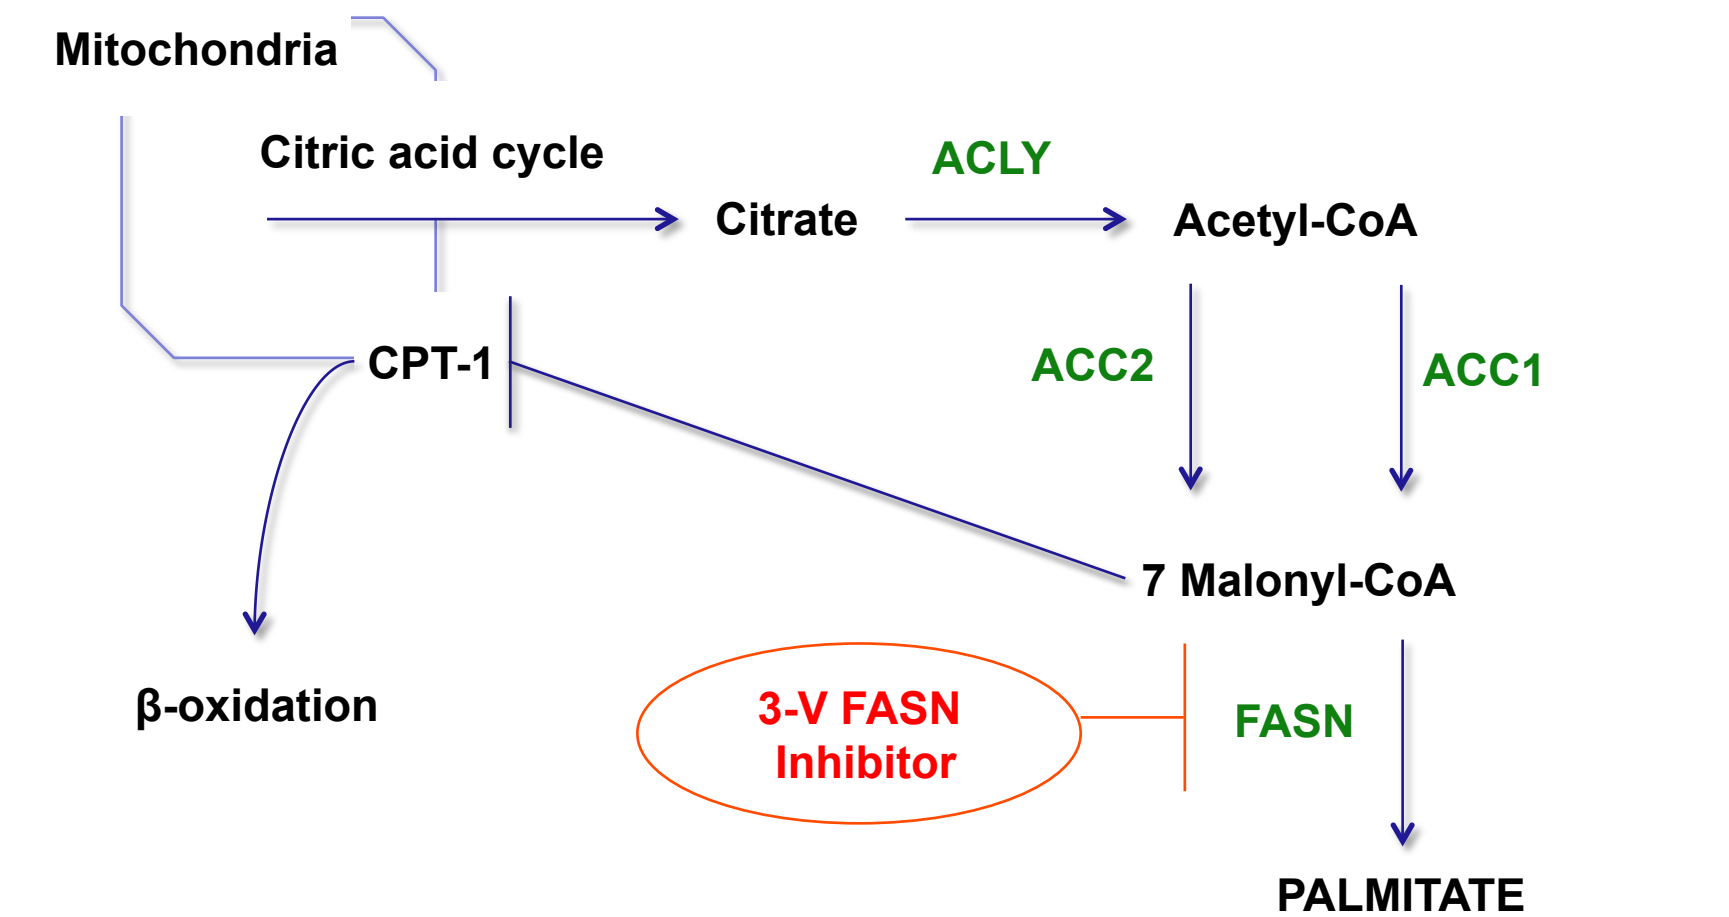 Mitochondria
Citric acid cycle
ACLY
Citrate
Acetyl-CoA
CPT-1
ACC2
ACC1
7 Malonyl-CoA
β-oxidation
3-V FASN
Inhibitor
FASN
PALMITATE